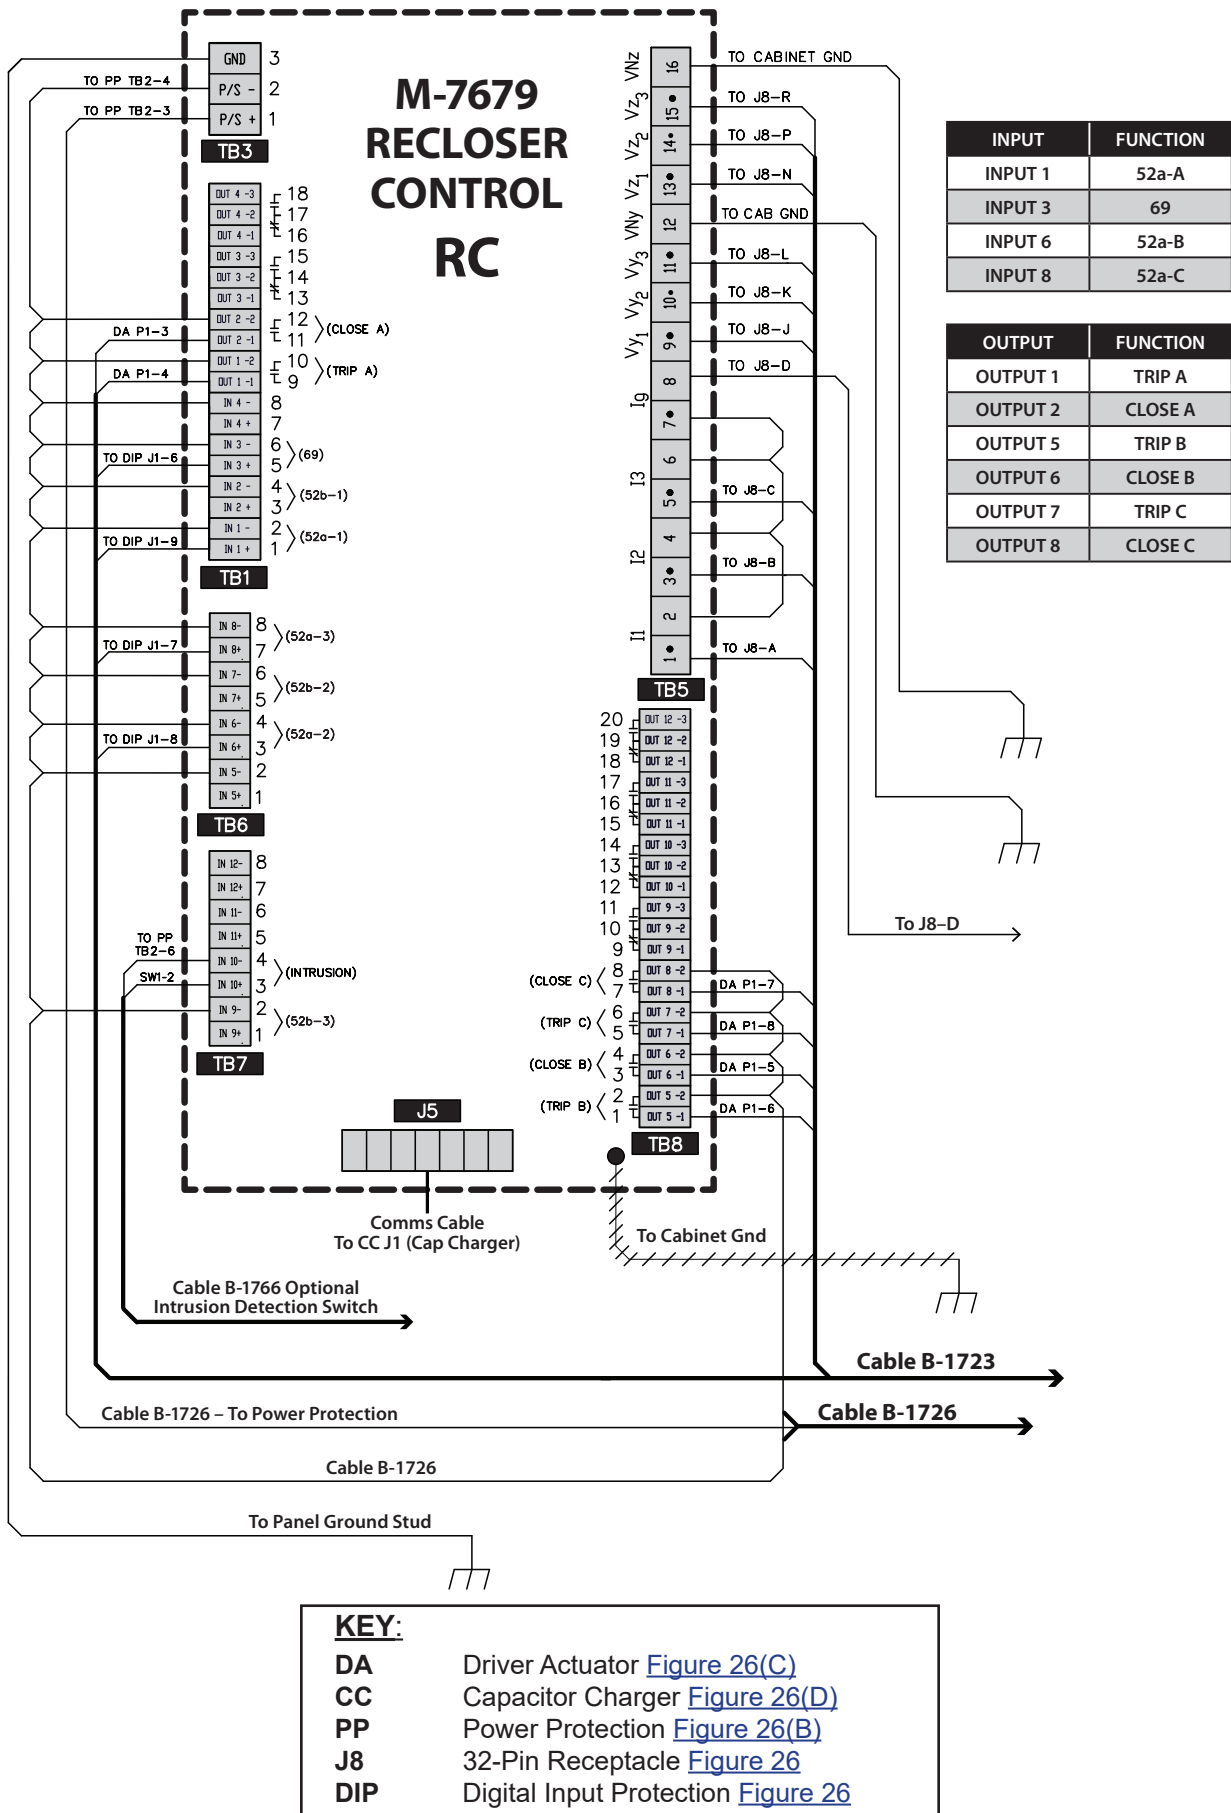 M-7679
RECLOSER
CONTROL
RC
GND 3
P/S - 2
P/S + 1
TB3
TO PP TB2-4
TO PP TB2-3
OUT 4 -3 18
OUT 4 -2 17
OUT 4 -1 16
OUT 3 -3 15
OUT 3 -2 14
OUT 3 -1 13
OUT 2 -2 12
OUT 2 -1 11
(CLOSE A)
DA P1-3
OUT 1 -2 10
OUT 1 -1 9
(TRIP A)
DA P1-4
IN 4 - 8
IN 4 + 7
IN 3 - 6
IN 3 + 5
(69)
TO DIP J1-6
IN 2 - 4
IN 2 + 3
(52b-1)
IN 1 - 2
IN 1 + 1
(52a-1)
TO DIP J1-9
TB1
IN 8- 8
IN 8+ 7
(52a-3)
TO DIP J1-7
IN 7- 6
IN 7+ 5
(52b-2)
IN 6- 4
IN 6+ 3
(52a-2)
TO DIP J1-8
IN 5- 2
IN 5+ 1
TB6
IN 12- 8
IN 12+ 7
IN 11- 6
IN 11+ 5
IN 10- 4
IN 10+ 3
(INTRUSION)
TO PP
TB2-6
SW1-2
IN 9- 2
IN 9+ 1
(52b-3)
TB7
J5
Comms Cable
To CC J1 (Cap Charger)
VNz 16 TO CABINET GND
Vz3 15 TO J8-R
Vz2 14 TO J8-P
Vz1 13 TO J8-N
VNy 12 TO CAB GND
Vy3 11 TO J8-L
Vy2 10 TO J8-K
Vy1 9 TO J8-J
8 TO J8-D
Ig
7
6
I3
5 TO J8-C
4
I2
3 TO J8-B
2
I1
1 TO J8-A
TB5
20 OUT 12 -3
19 OUT 12 -2
18 OUT 12 -1
17 OUT 11 -3
16 OUT 11 -2
15 OUT 11 -1
14 OUT 10 -3
13 OUT 10 -2
12 OUT 10 -1
11 OUT 9 -3
10 OUT 9 -2
9 OUT 9 -1
(CLOSE C)
8 OUT 8 -2
7 OUT 8 -1 DA P1-7
(TRIP C)
6 OUT 7 -2
5 OUT 7 -1 DA P1-8
(CLOSE B)
4 OUT 6 -2
3 OUT 6 -1 DA P1-5
(TRIP B)
2 OUT 5 -2
1 OUT 5 -1 DA P1-6
TB8
To J8–D
To Cabinet Gnd
INPUT FUNCTION
INPUT 1 52a-A
INPUT 3 69
INPUT 6 52a-B
INPUT 8 52a-C
OUTPUT FUNCTION
OUTPUT 1 TRIP A
OUTPUT 2 CLOSE A
OUTPUT 5 TRIP B
OUTPUT 6 CLOSE B
OUTPUT 7 TRIP C
OUTPUT 8 CLOSE C
Cable B-1766 Optional
Intrusion Detection Switch
Cable B-1723
Cable B-1726 – To Power Protection
Cable B-1726
Cable B-1726
To Panel Ground Stud
KEY:
DA Driver Actuator Figure 26(C)
CC Capacitor Charger Figure 26(D)
PP Power Protection Figure 26(B)
J8 32-Pin Receptacle Figure 26
DIP Digital Input Protection Figure 26